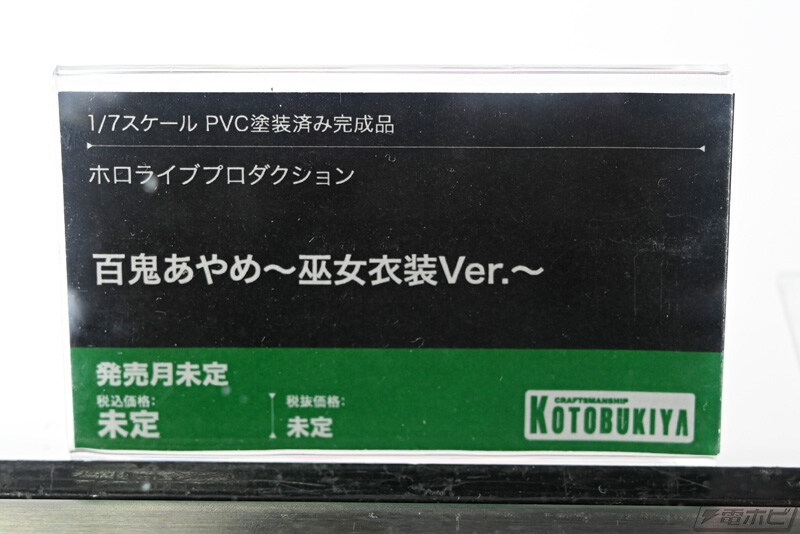 1/7スケール PVC塗装済み完成品
ホロライブプロダクション
百鬼あやめ～巫女衣装Ver.～
発売月未定
税込価格: 税抜価格:
未定 未定
CRAFTSMANSHIP
KOTOBUKIYA
電ホビ